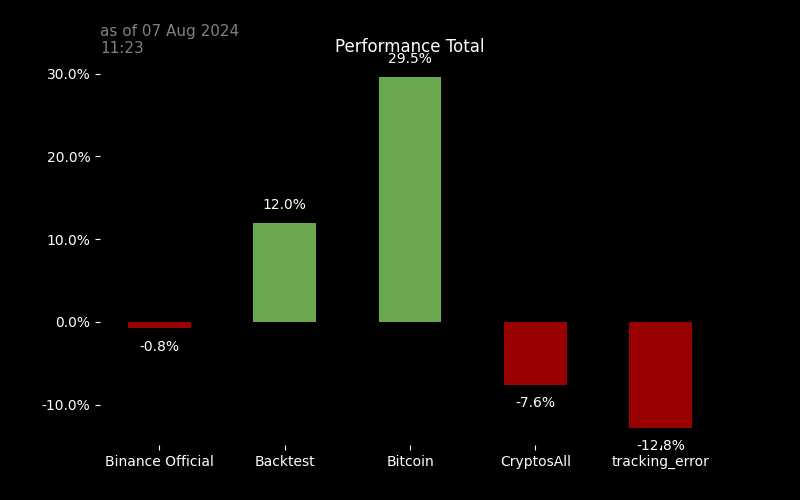 as of 07 Aug 2024
11:23
Performance Total
30.0%
20.0%
10.0%
0.0%
-10.0%
-0.8%
12.0%
29.5%
-7.6%
-12.8%
Binance Official
Backtest
Bitcoin
CryptosAll
tracking_error